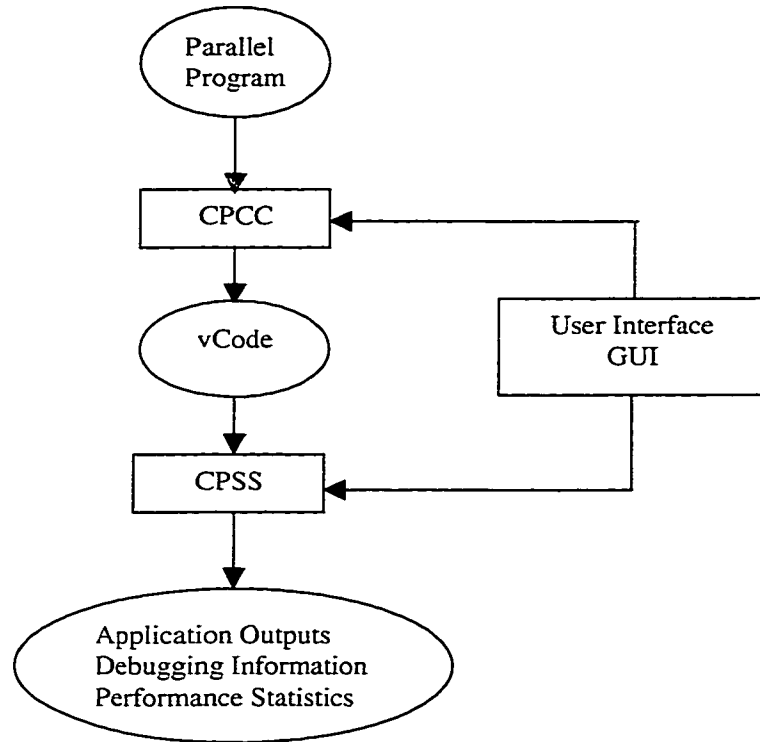 Parallel
Program
CPCC
vCode
User Interface
GUI
CPSS
Application Outputs
Debugging Information
Performance Statistics